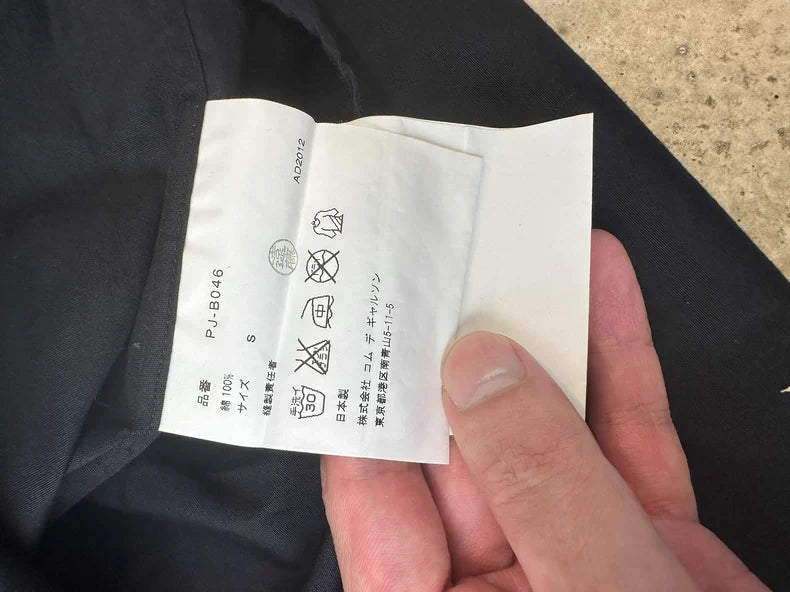 AD2012
品番 PJ-B046
綿 100%
サイズ S
縫製責任者
手洗イ
30
中
日本製
株式会社 コム デ ギャルソン
東京都港区南青山5-11-5